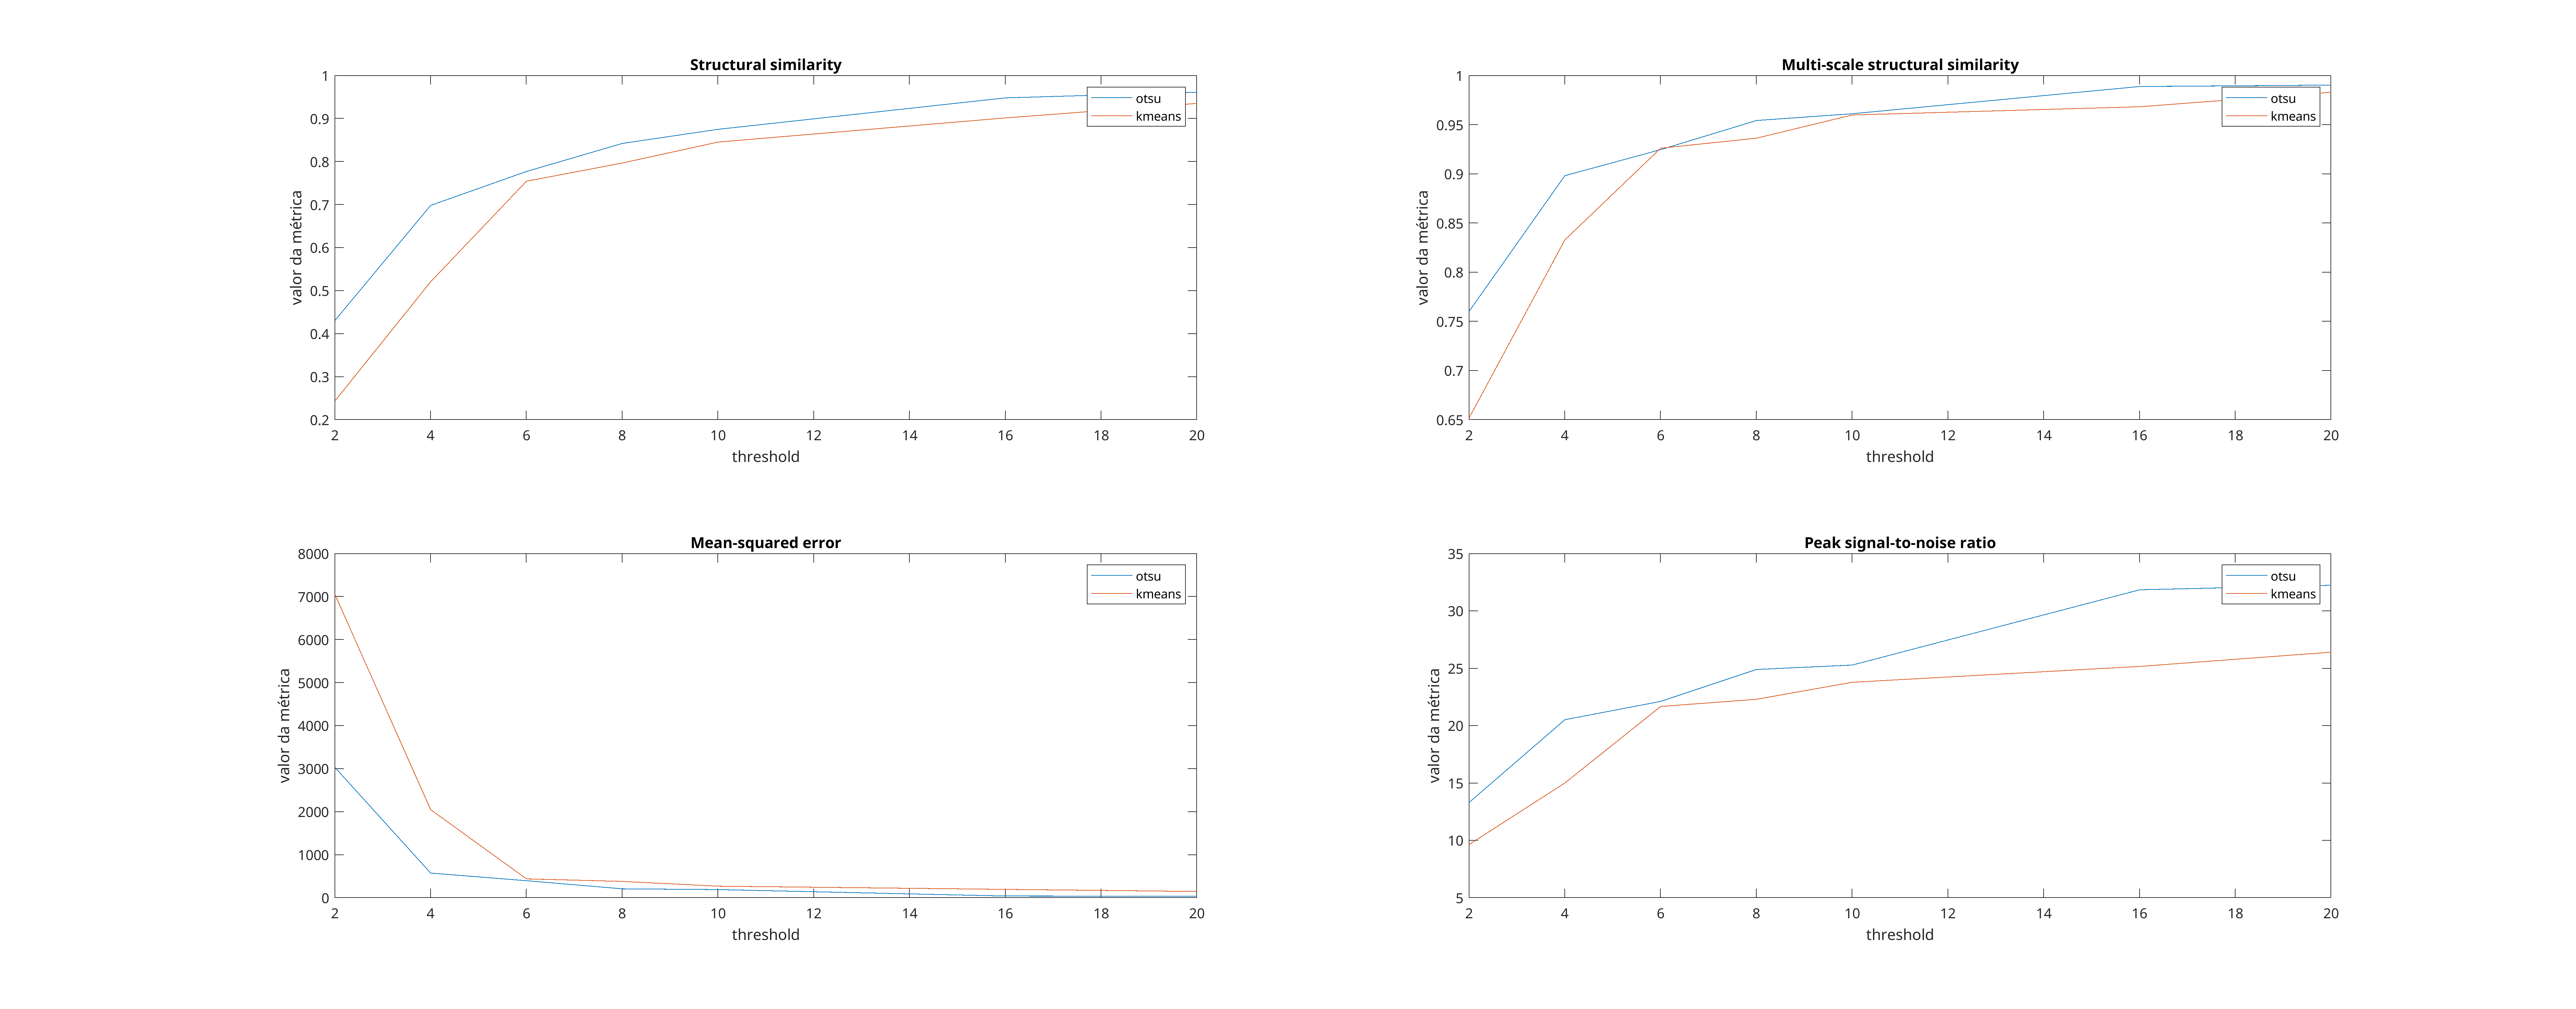 Structural similarity
1
0.9
0.8
0.7
0.6
0.5
0.4
0.3
0.2
valor da métrica
otsu
kmeans
2 4 6 8 10 12 14 16 18 20
threshold
Multi-scale structural similarity
1
0.95
0.9
0.85
0.8
0.75
0.7
0.65
valor da métrica
otsu
kmeans
2 4 6 8 10 12 14 16 18 20
threshold
Mean-squared error
8000
7000
6000
5000
4000
3000
2000
1000
0
valor da métrica
otsu
kmeans
2 4 6 8 10 12 14 16 18 20
threshold
Peak signal-to-noise ratio
35
30
25
20
15
10
5
valor da métrica
otsu
kmeans
2 4 6 8 10 12 14 16 18 20
threshold